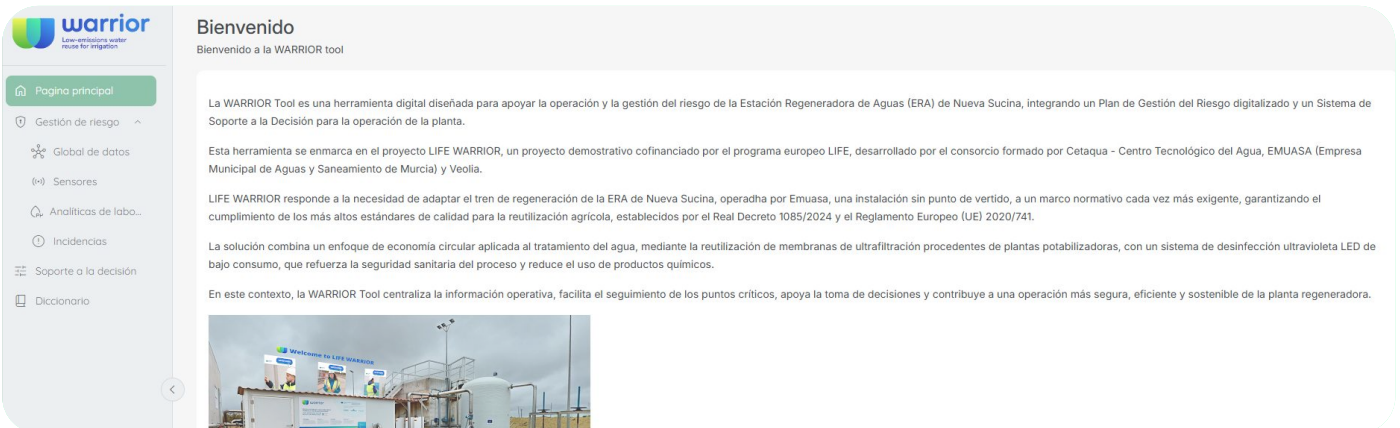 warrior
Low-emissions water
reuse for irrigation
Pagina principal
Gestión de riesgo
Global de datos
Sensores
Analíticas de labo...
Incidencias
Soporte a la decisión
Diccionario
Bienvenido
Bienvenido a la WARRIOR tool
La WARRIOR Tool es una herramienta digital diseñada para apoyar la operación y la gestión del riesgo de la Estación Regeneradora de Aguas (ERA) de Nueva Sucina, integrando un Plan de Gestión del Riesgo digitalizado y un Sistema de
Soporte a la Decisión para la operación de la planta.
Esta herramienta se enmarca en el proyecto LIFE WARRIOR, un proyecto demostrativo cofinanciado por el programa europeo LIFE, desarrollado por el consorcio formado por Cetaqua - Centro Tecnológico del Agua, EMUASA (Empresa
Municipal de Aguas y Saneamiento de Murcia) y Veolia.
LIFE WARRIOR responde a la necesidad de adaptar el tren de regeneración de la ERA de Nueva Sucina, operadha por Emuasa, una instalación sin punto de vertido, a un marco normativo cada vez más exigente, garantizando el
cumplimiento de los más altos estándares de calidad para la reutilización agrícola, establecidos por el Real Decreto 1085/2024 y el Reglamento Europeo (UE) 2020/741.
La solución combina un enfoque de economía circular aplicada al tratamiento del agua, mediante la reutilización de membranas de ultrafiltración procedentes de plantas potabilizadoras, con un sistema de desinfección ultravioleta LED de
bajo consumo, que refuerza la seguridad sanitaria del proceso y reduce el uso de productos químicos.
En este contexto, la WARRIOR Tool centraliza la información operativa, facilita el seguimiento de los puntos críticos, apoya la toma de decisiones y contribuye a una operación más segura, eficiente y sostenible de la planta regeneradora.
Welcome to LIFE WARRIOR
warrior